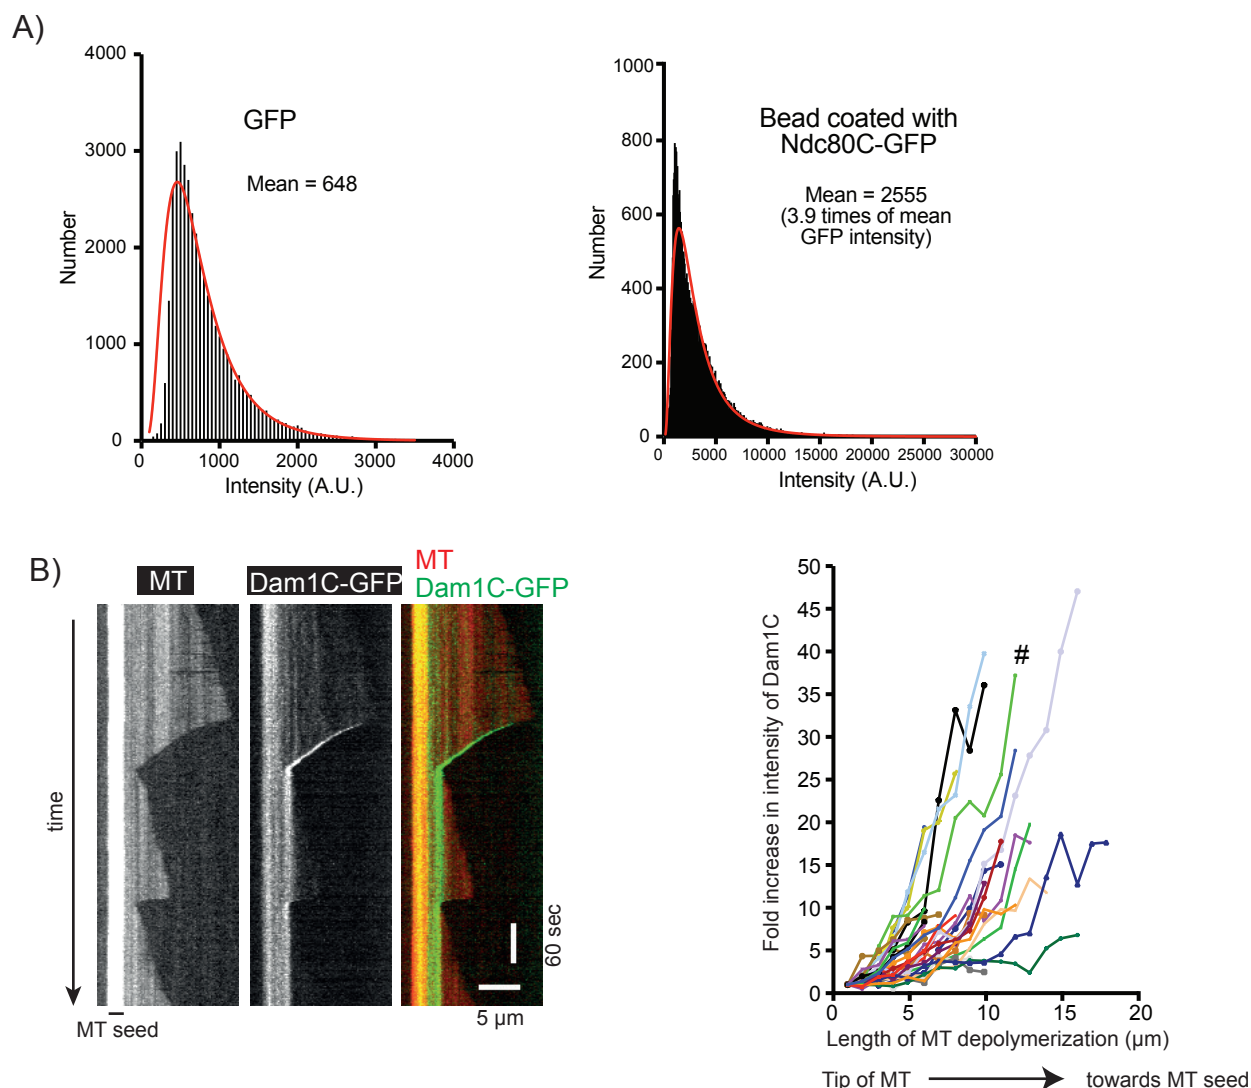 A)
4000
3000
2000
1000
0
Number
GFP
Mean = 648
0
1000
2000
3000
4000
Intensity (A.U.)
1000
800
600
400
200
0
Number
Bead coated with
Ndc80C-GFP
Mean = 2555
(3.9 times of mean
GFP intensity)
0
5000
10000
15000
20000
25000
30000
Intensity (A.U.)
B)
MT
Dam1C-GFP
MT
Dam1C-GFP
time
MT seed
60 sec
5 µm
50
45
40
35
30
25
20
15
10
5
0
Fold increase in intensity of Dam1C
#
0
5
10
15
20
Length of MT depolymerization (µm)
Tip of MT
towards MT seed